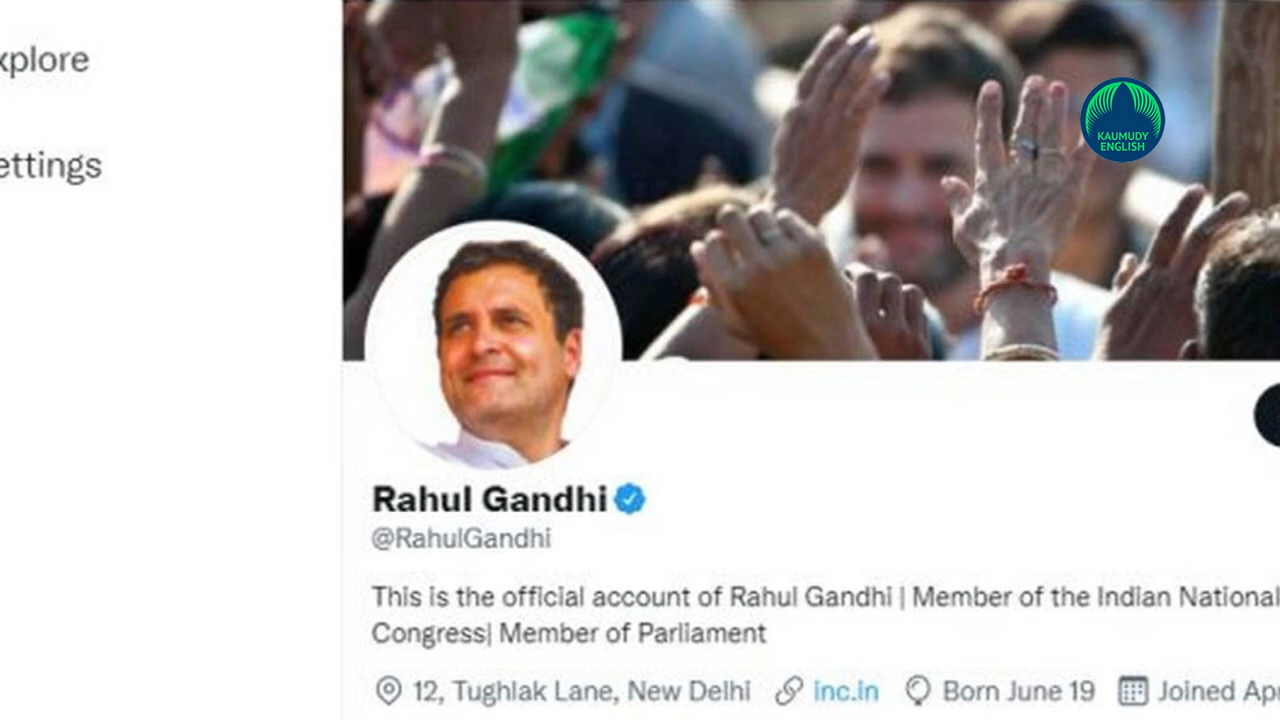 xplore
ettings
KAUMUDY
ENGLISH
Rahul Gandhi
@RahulGandhi
This is the official account of Rahul Gandhi | Member of the Indian National
Congress| Member of Parliament
12, Tughlak Lane, New Delhi inc.in Born June 19 Joined Apr